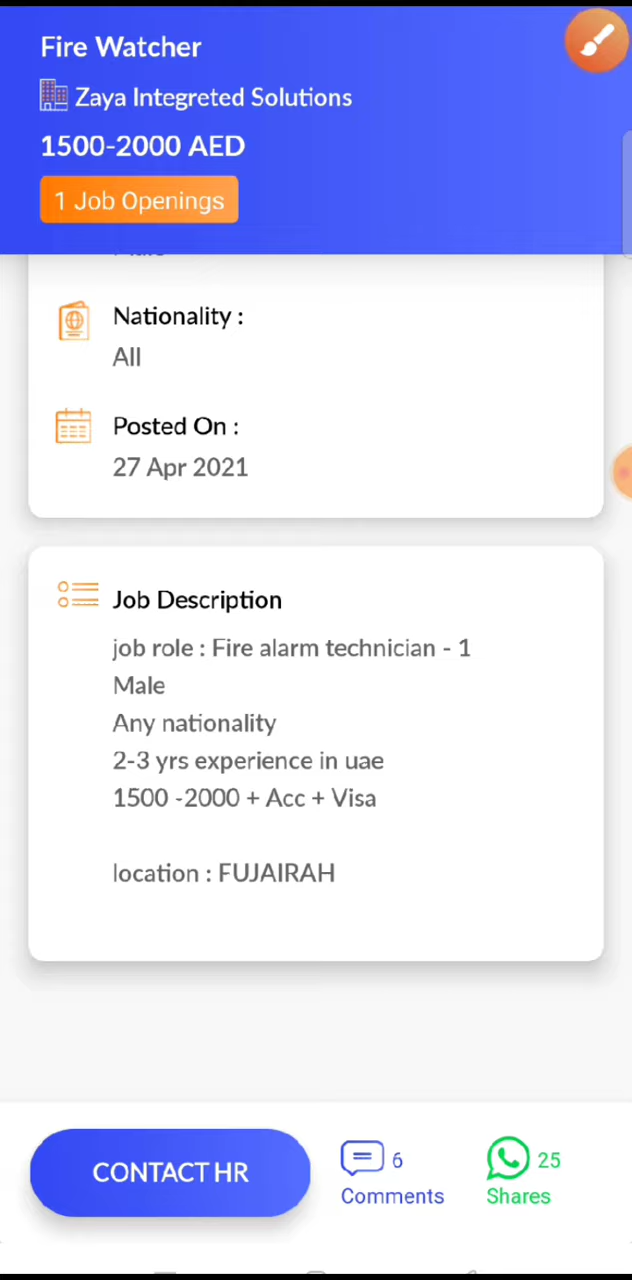 Fire Watcher
Zaya Integreted Solutions
1500-2000 AED
1 Job Openings
Nationality :
All
Posted On :
27 Apr 2021
Job Description
job role : Fire alarm technician - 1
Male
Any nationality
2-3 yrs experience in uae
1500 -2000 + Acc + Visa
location : FUJAIRAH
CONTACT HR
6
Comments
25
Shares